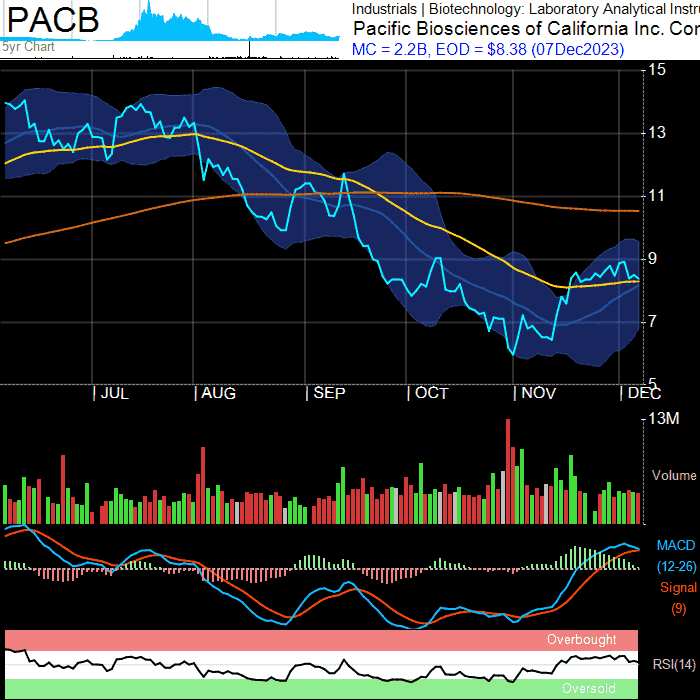 PACB
5yr Chart
Industrials | Biotechnology: Laboratory Analytical Instr
Pacific Biosciences of California Inc. Co
MC = 2.2B, EOD = $8.38 (07Dec2023)
15
13
11
9
7
5
JUL AUG SEP OCT NOV DEC
13M
Volume
MACD
(12-26)
Signal
(9)
Overbought
RSI(14)
Oversold